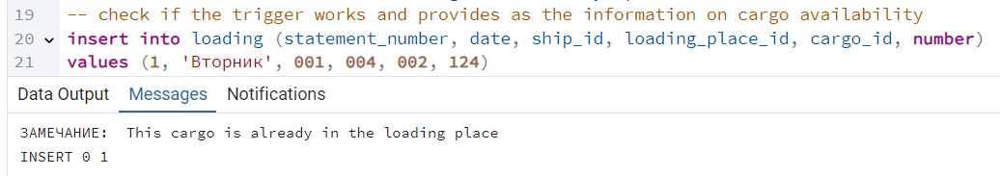 19 -- check if the trigger works and provides as the information on cargo availability
20 insert into loading (statement_number, date, ship_id, loading_place_id, cargo_id, number)
21 values (1, 'Вторник', 001, 004, 002, 124)
Data Output Messages Notifications
ЗАМЕЧАНИЕ: This cargo is already in the loading place
INSERT 0 1